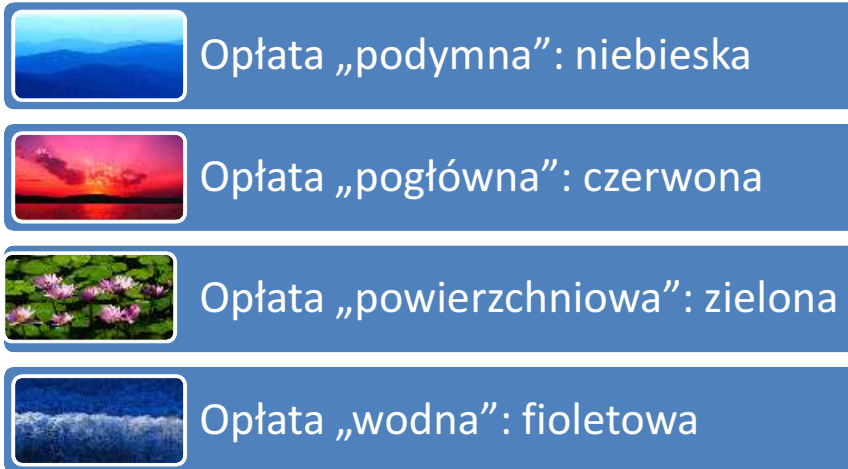 Opłata „podymna”: niebieska
Opłata „pogłówna”: czerwona
Opłata „powierzchniowa”: zielona
Opłata „wodna”: fioletowa